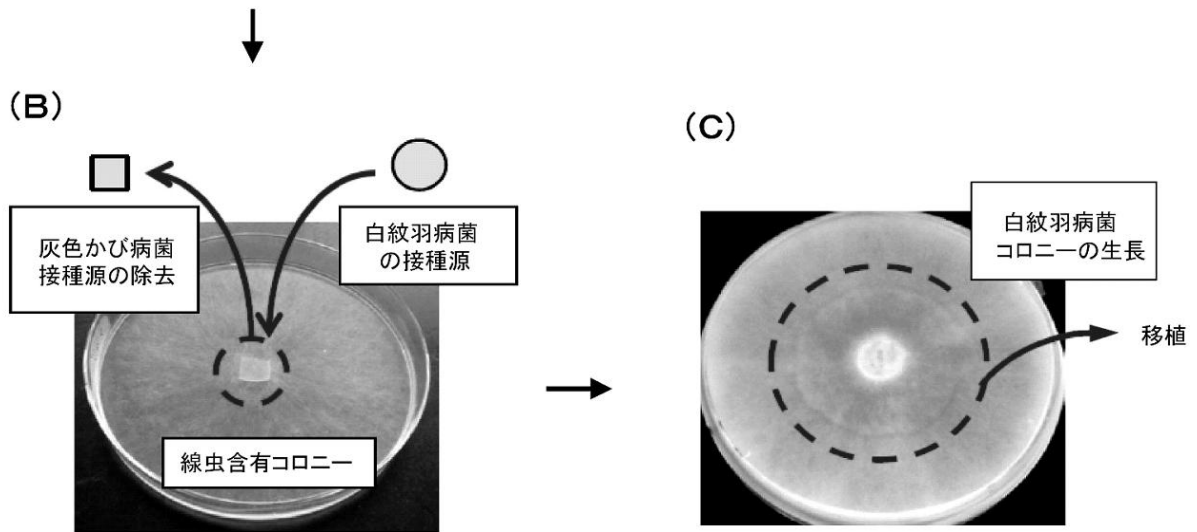 (B)
灰色かび病菌
接種源の除去
白紋羽病菌
の接種源
線虫含有コロニー
(C)
白紋羽病菌
コロニーの生長
移植